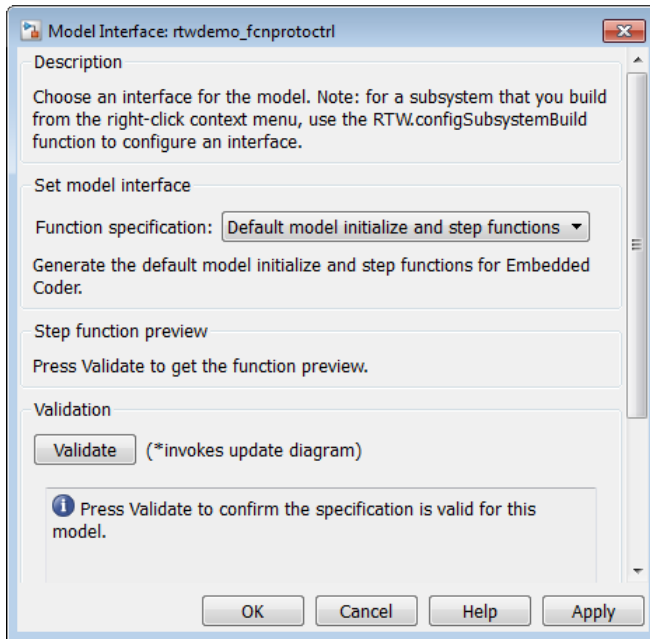 Model Interface: rtwdemo_fcnprotoctrl
Description
Choose an interface for the model. Note: for a subsystem that you build
from the right-click context menu, use the RTW.configSubsystemBuild
function to configure an interface.
Set model interface
Function specification: Default model initialize and step functions
Generate the default model initialize and step functions for Embedded
Coder.
Step function preview
Press Validate to get the function preview.
Validation
Validate (*invokes update diagram)
Press Validate to confirm the specification is valid for this
model.
OK Cancel Help Apply